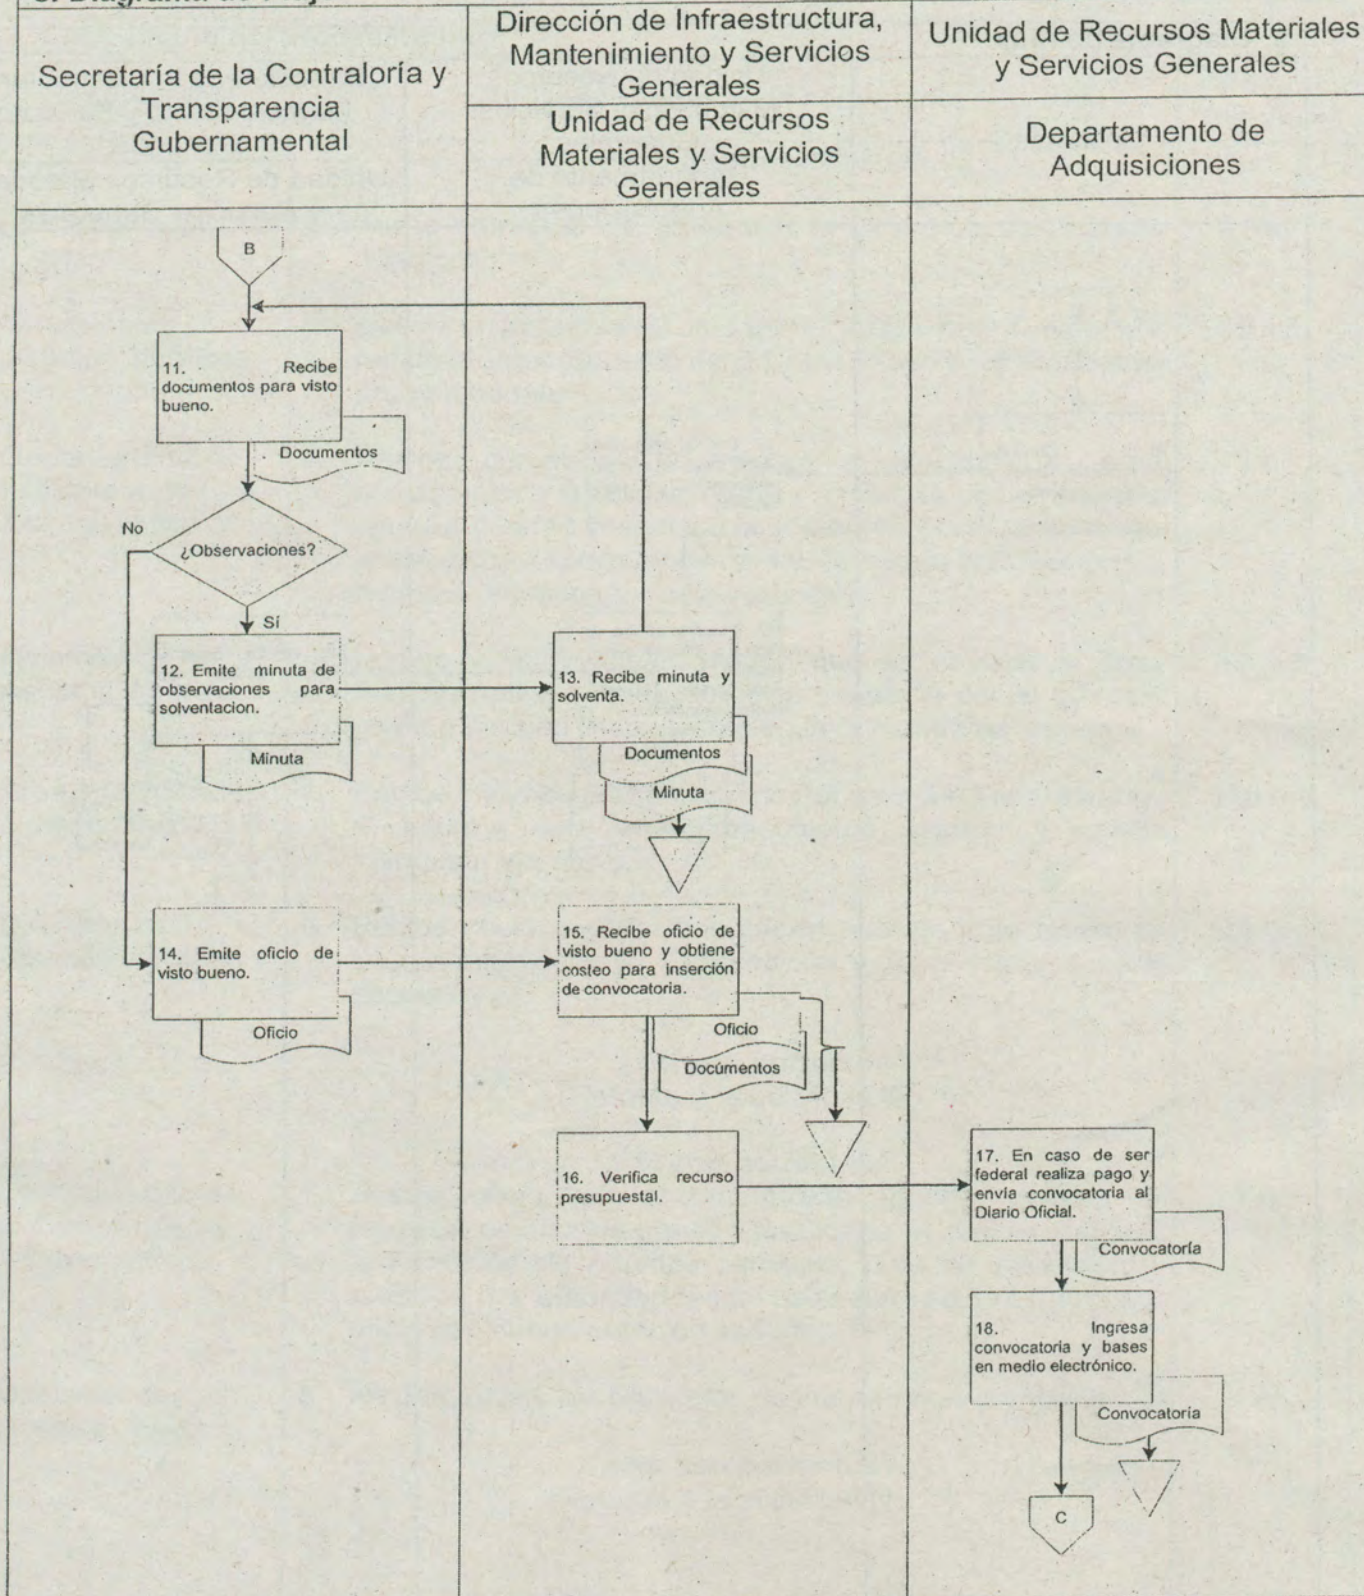 Secretaría de la Contraloría y
Transparencia
Gubernamental
Dirección de Infraestructura,
Mantenimiento y Servicios
Generales
Unidad de Recursos
Materiales y Servicios
Generales
Unidad de Recursos Materiales
y Servicios Generales
Departamento de
Adquisiciones
B
11. Recibe
documentos para visto
bueno.
Documentos
No
¿Observaciones?
Sí
12. Emite minuta de
observaciones para
solventacion.
Minuta
13. Recibe minuta y
solventa.
Documentos
Minuta
14. Emite oficio de
visto bueno.
Oficio
15. Recibe oficio de
visto bueno y obtiene
costeo para inserción
de convocatoria.
Oficio
Documentos
16. Verifica recurso
presupuestal.
17. En caso de ser
federal realiza pago y
envía convocatoria al
Diario Oficial.
Convocatoria
18. Ingresa
convocatoria y bases
en medio electrónico.
Convocatoria
C